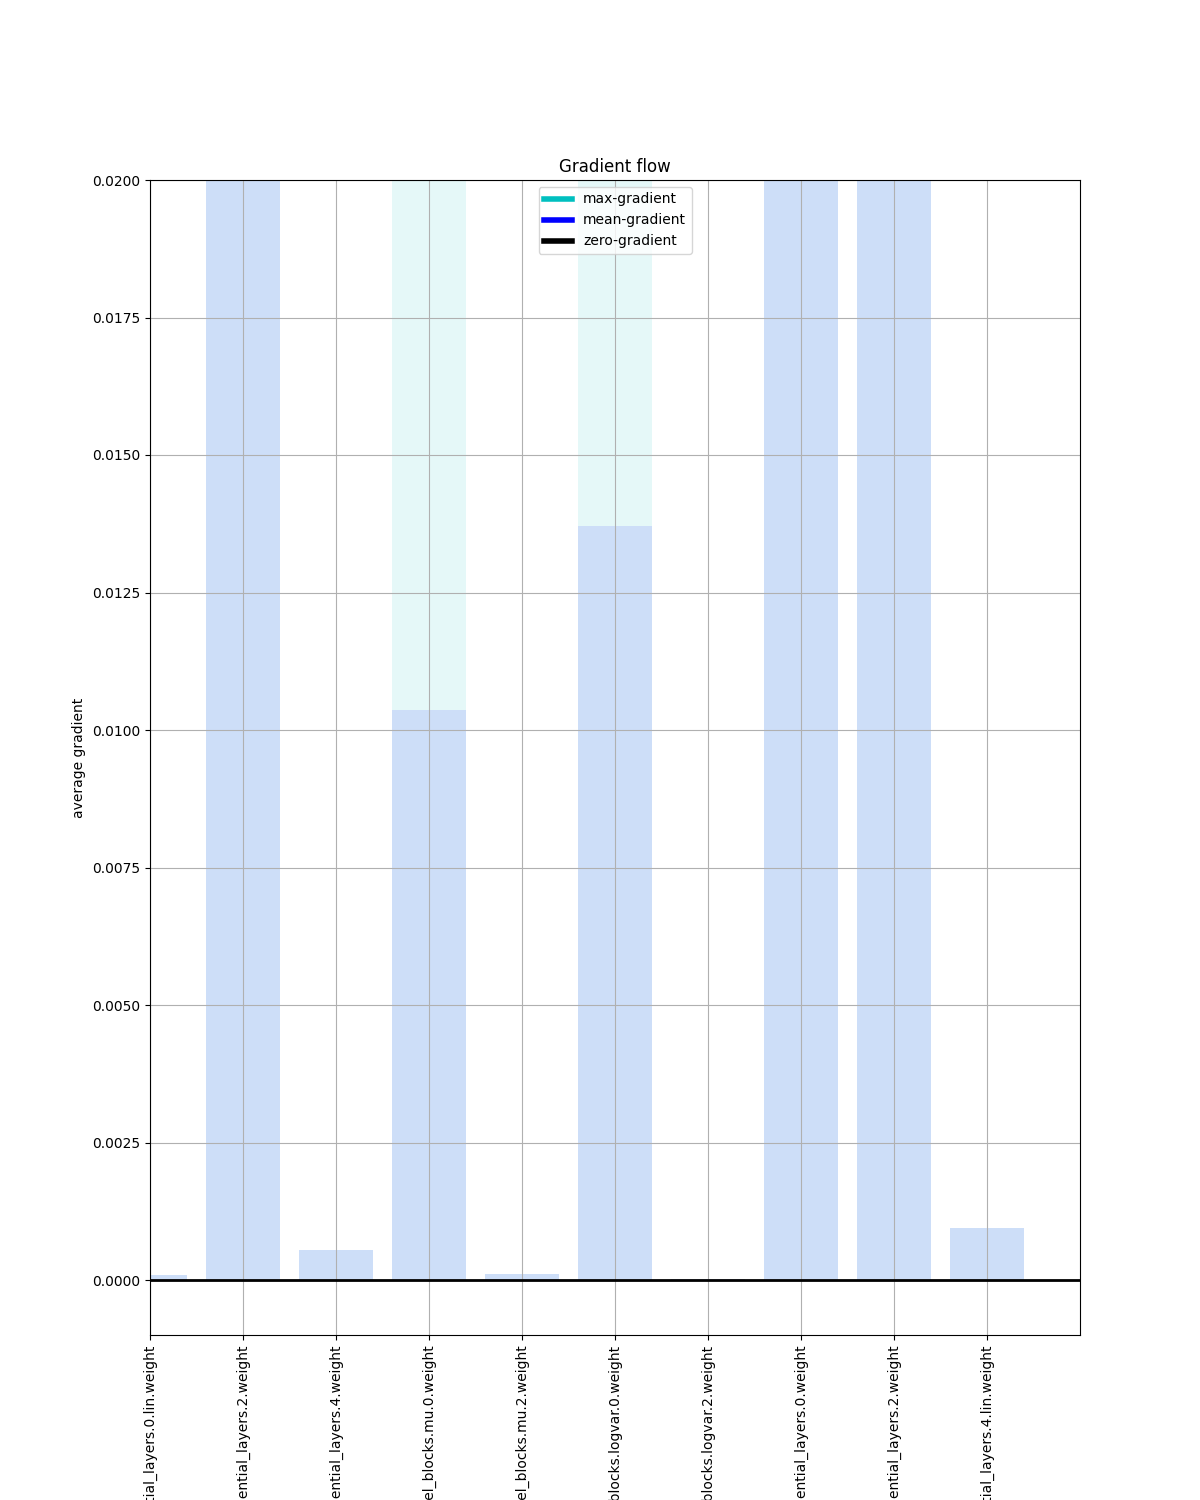 Gradient flow
max-gradient
mean-gradient
zero-gradient
0.0200
0.0175
0.0150
0.0125
0.0100
0.0075
0.0050
0.0025
0.0000
average gradient
tial_layers.0.lin.weight
ential_layers.2.weight
ential_layers.4.weight
el_blocks.mu.0.weight
el_blocks.mu.2.weight
blocks.logvar.0.weight
blocks.logvar.2.weight
ential_layers.0.weight
ential_layers.2.weight
tial_layers.4.lin.weight